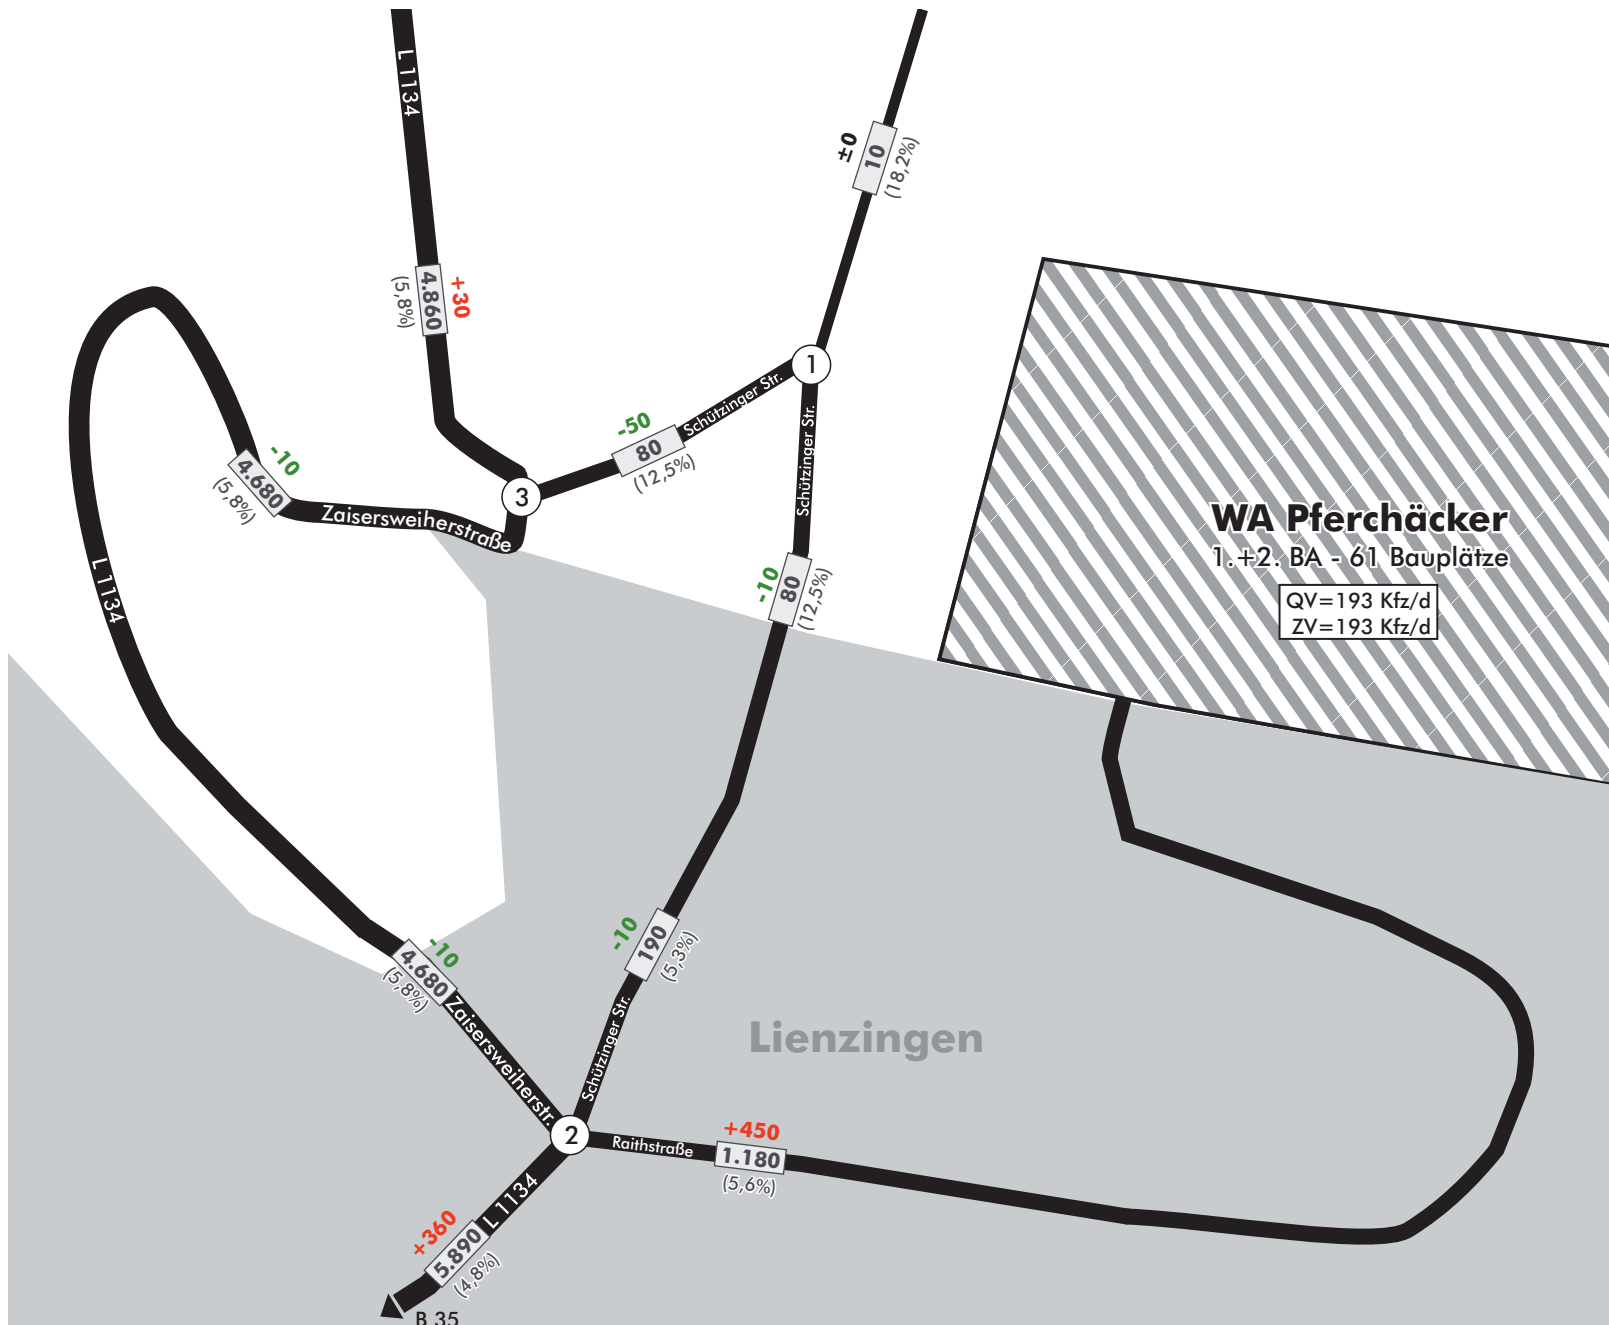 L 1134
±0
10
(18,2%)
4.860
(5,8%)
+30
1
Schützinger Str.
-50
80
(12,5%)
Schützinger Str.
3
-10
4.680
(5,8%)
Zaisersweiherstraße
WA Pferchäcker
1.+2. BA - 61 Bauplätze
QV=193 Kfz/d
ZV=193 Kfz/d
-10
80
(12,5%)
L 1134
-10
190
(5,3%)
-10
4.680
(5,8%)
Zaisersweiherstr.
Schützinger Str.
Lienzingen
2
Raithstraße
+450
1.180
(5,6%)
L 1134
+360
5.890
(4,8%)
B 35